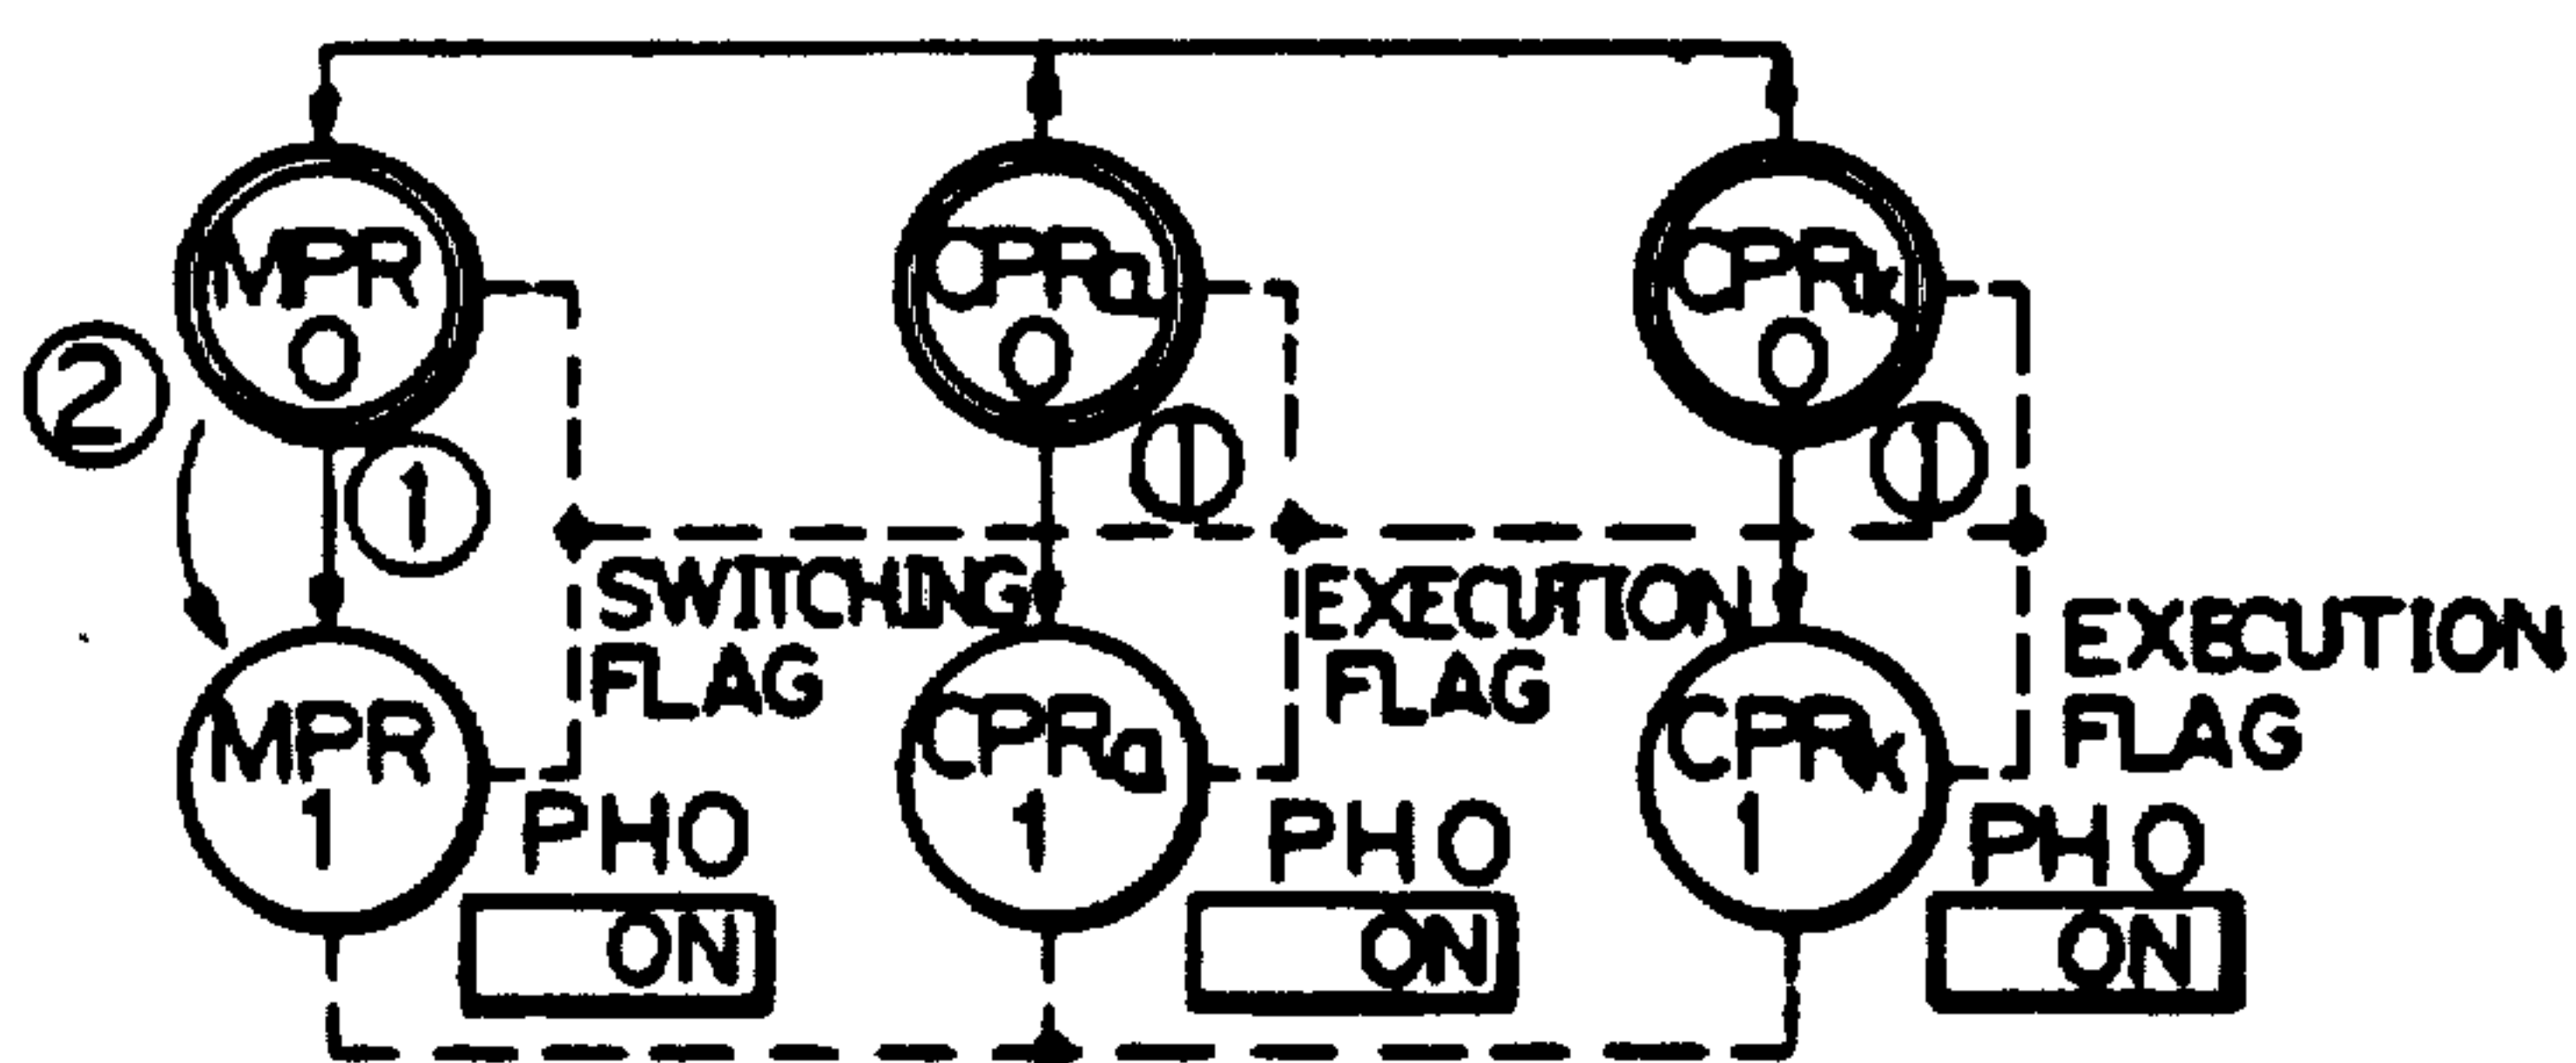 MPR
0
CPRa
0
CPRk
0
②
①
①
①
SWITCHING
FLAG
EXECUTION
FLAG
EXECUTION
FLAG
MPR
1
PHO
ON
CPRa
1
PHO
ON
CPRk
1
PHO
ON